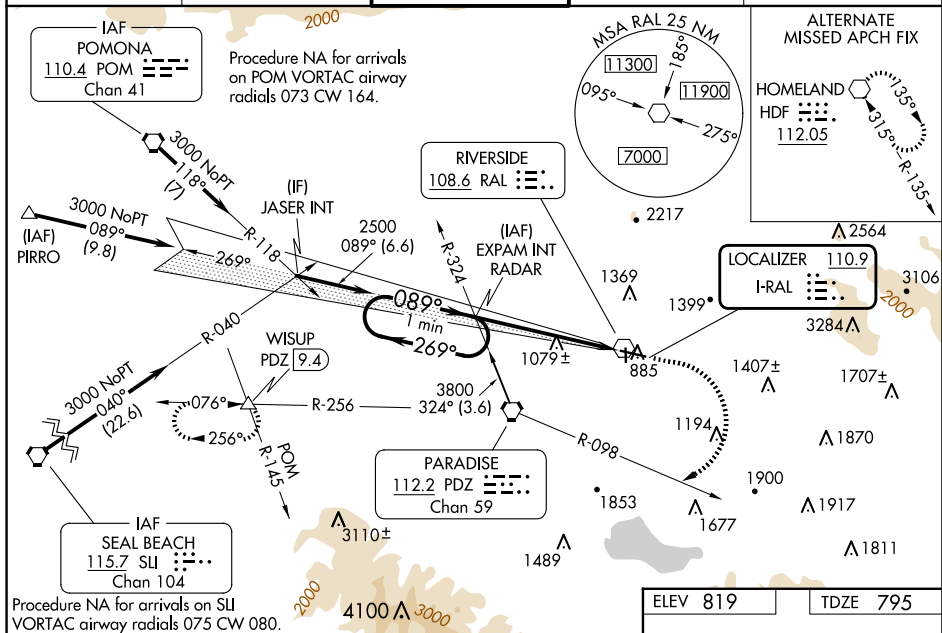 2000
IAF
POMONA
110.4 POM
Chan 41
Procedure NA for arrivals
on POM VORTAC airway
radials 073 CW 164.
MSA RAL 25 NM
11300
185°
095°
11900
275°
7000
ALTERNATE
MISSED APCH FIX
HOMELAND
HDF
112.05
135°
315°
R-135
3000 NoPT
118°
(7)
RIVERSIDE
108.6 RAL
(IF)
JASER INT
3000 NoPT
089°
(9.8)
(IAF)
PIRRO
269°
R-118
2500
089° (6.6)
R-324
(IAF)
EXPAM INT
RADAR
2217
2564
LOCALIZER 110.9
I-RAL
3106
2000
1369
1399
3284
089°
1 min
269°
1079±
885
1407±
1707±
R-040
WISUP
PDZ 9.4
3000 NoPT
040°
(22.6)
076°
256°
R-256
3800
324° (3.6)
POM
R-145
R-098
1194
1870
PARADISE
112.2 PDZ
Chan 59
1853
1900
1677
1917
1811
1489
3110±
IAF
SEAL BEACH
115.7 SLI
Chan 104
2000
4100
3000
Procedure NA for arrivals on SLI
VORTAC airway radials 075 CW 080.
ELEV 819
TDZE 795